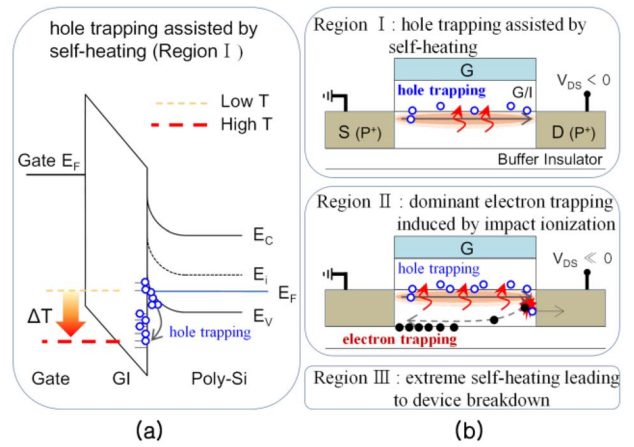 hole trapping assisted by
self-heating (Region Ⅰ)
Low T
High T
Gate E_F
E_C
E_i
E_F
E_V
ΔT
hole trapping
Gate
GI
Poly-Si
(a)
Region Ⅰ : hole trapping assisted by
self-heating
G
hole trapping
G/I
V_DS < 0
S (P⁺)
D (P⁺)
Buffer Insulator
Region Ⅱ : dominant electron trapping
induced by impact ionization
G
hole trapping
V_DS ≪ 0
electron trapping
Region Ⅲ : extreme self-heating leading
to device breakdown
(b)